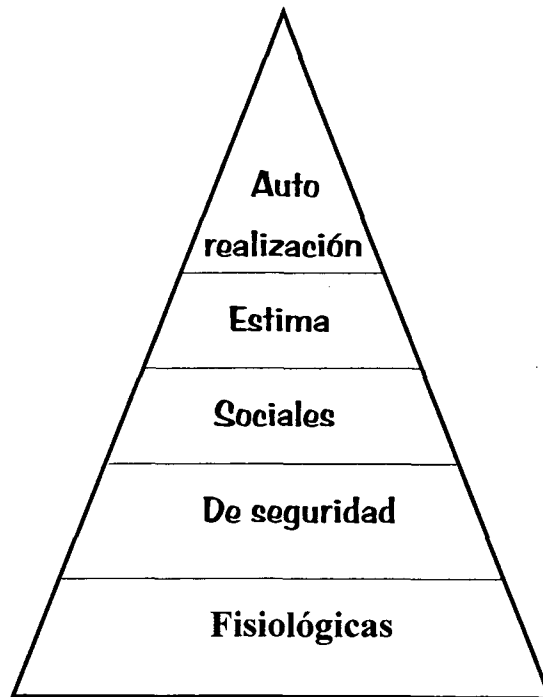 Auto
realización
Estima
Sociales
De seguridad
Fisiológicas